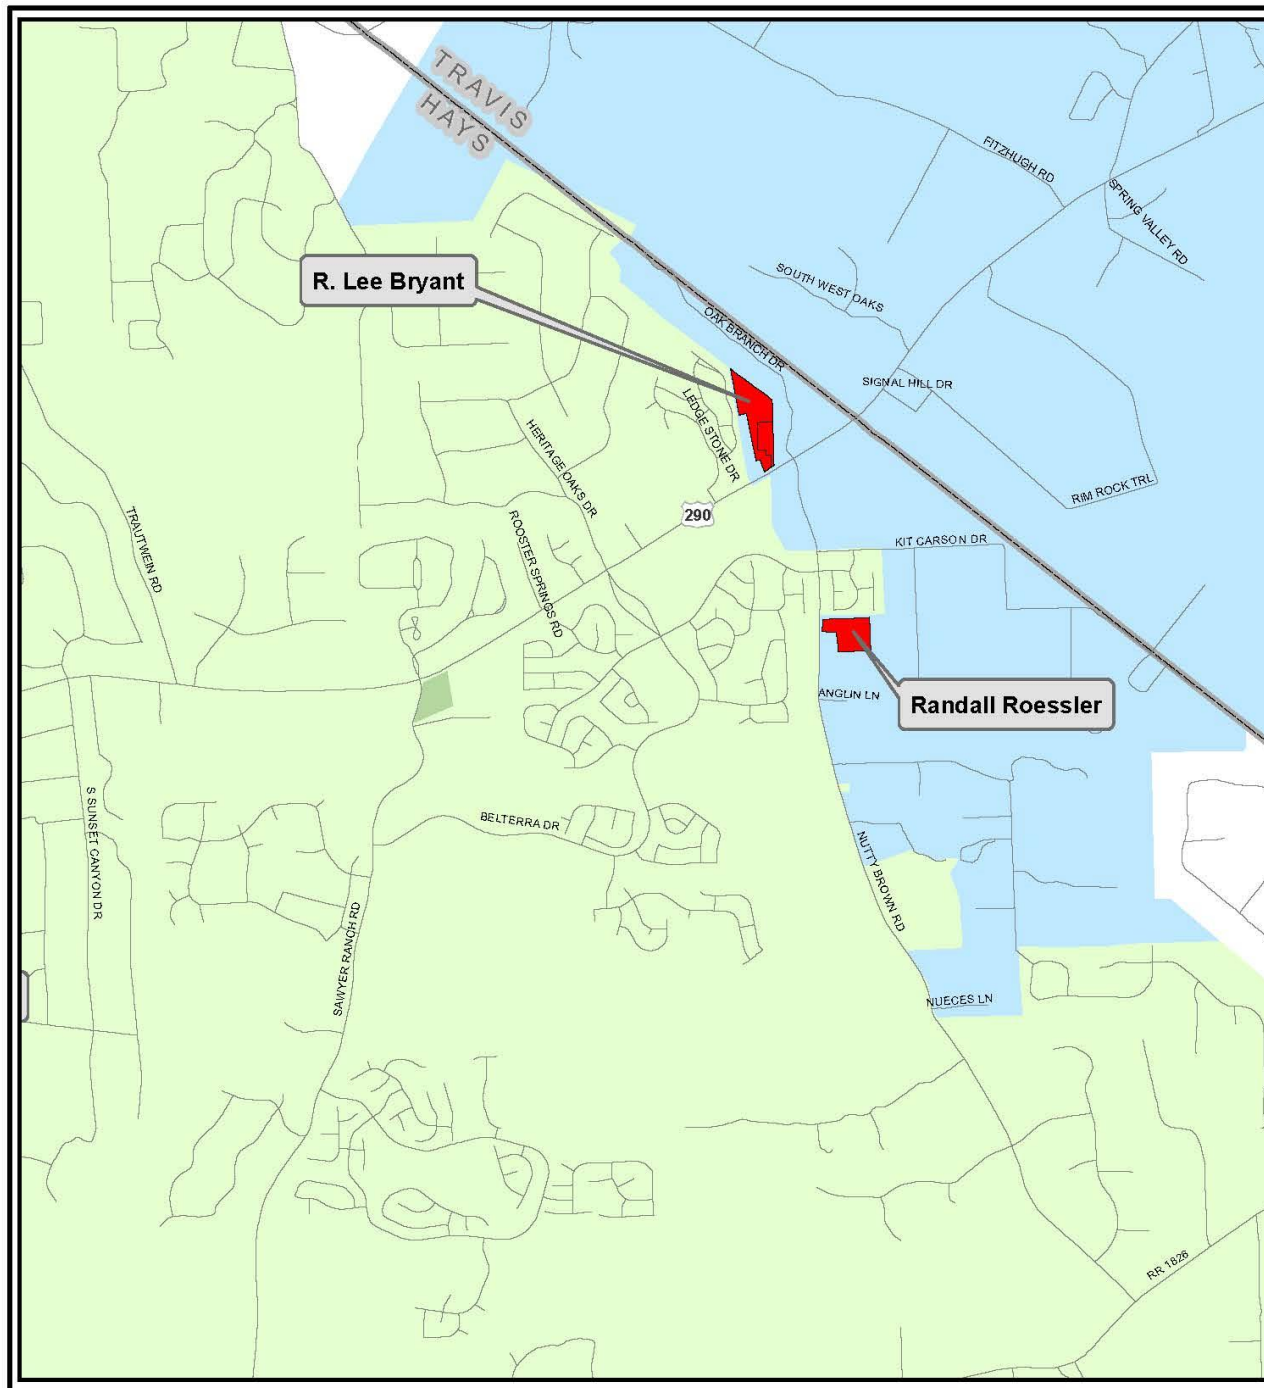 TRAVIS
HAYS
FITZHUGH RD
SPRING VALLEY RD
R. Lee Bryant
SOUTH WEST OAKS
OAK BRANCH DR
SIGNAL HILL DR
LEDGE STONE DR
HERITAGE OAKS DR
RIM ROCK TRL
290
TRAUTWEIN RD
ROOSTER SPRINGS RD
KIT CARSON DR
ANGLIN LN
Randall Roessler
S SUNSET CANYON DR
BELTERRA DR
NUTTY BROWN RD
SAWYER RANCH RD
NUECES LN
RR 1826